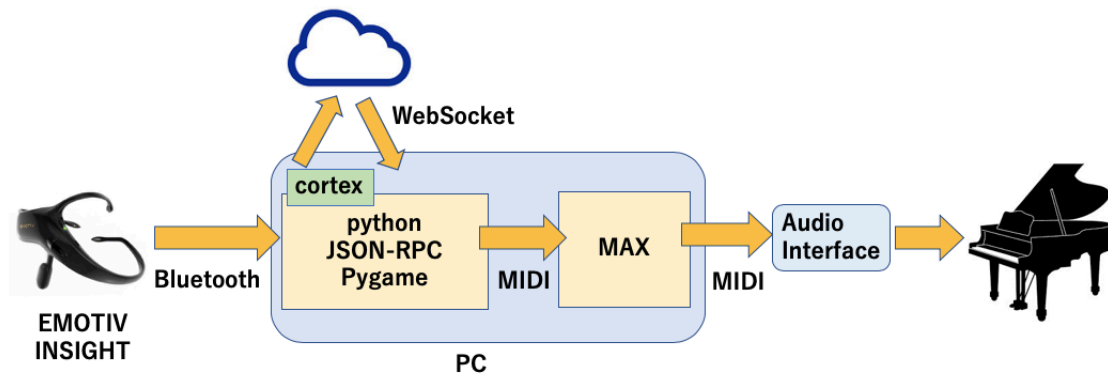 WebSocket
cortex
python
JSON-RPC
Pygame
MAX
Audio
Interface
Bluetooth
MIDI
MIDI
EMOTIV
INSIGHT
PC